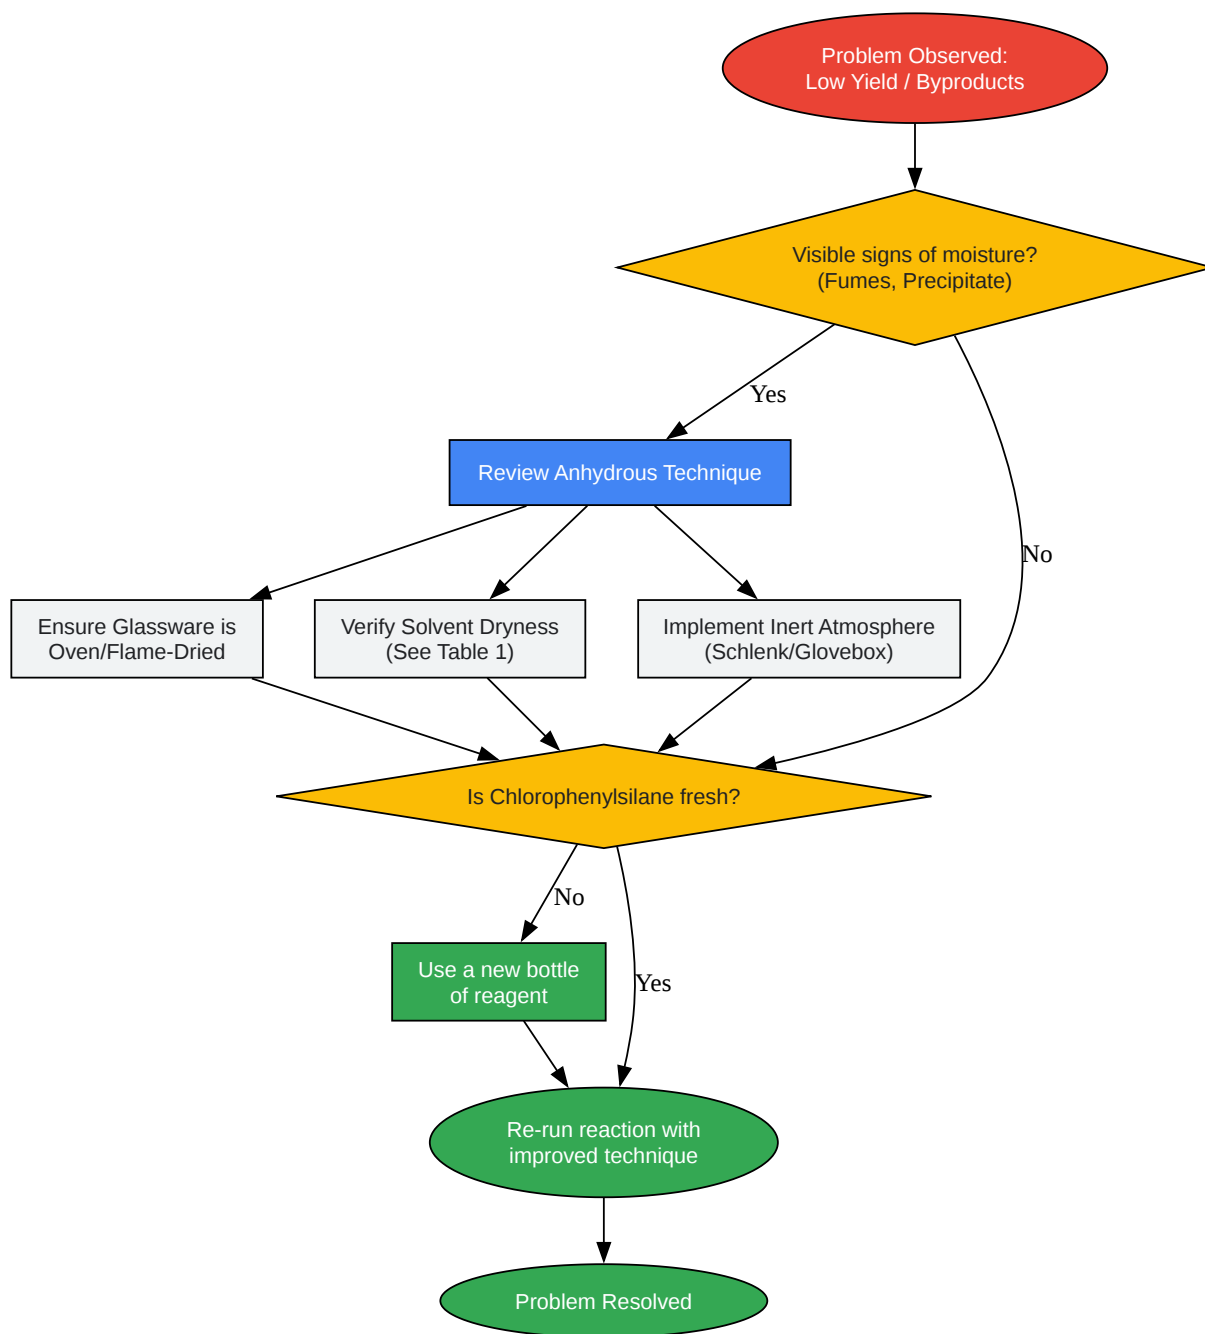 Problem Observed:
Low Yield / Byproducts
Visible signs of moisture?
(Fumes, Precipitate)
Yes
Review Anhydrous Technique
No
Ensure Glassware is
Oven/Flame-Dried
Verify Solvent Dryness
(See Table 1)
Implement Inert Atmosphere
(Schlenk/Glovebox)
Is Chlorophenylsilane fresh?
No
Use a new bottle
of reagent
Yes
Re-run reaction with
improved technique
Problem Resolved